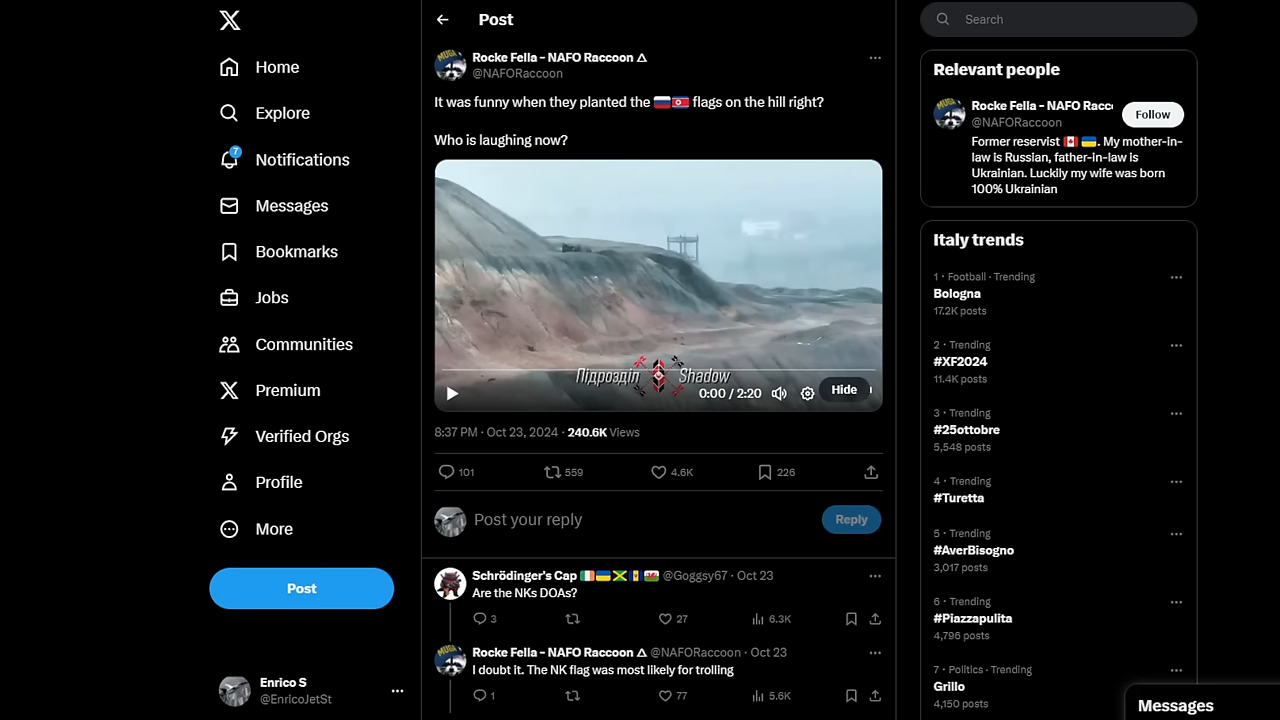 Post
Rocke Fella - NAFO Raccoon
@NAFORaccoon
It was funny when they planted the 🇷🇺🇰🇵 flags on the hill right?
Who is laughing now?
Підрозділ Shadow
0:00 / 2:20
Hide
8:37 PM · Oct 23, 2024 · 240.6K Views
101
559
4.6K
226
Post your reply
Reply
Schrödinger's Cap 🇮🇪🇺🇦🇯🇲🇧🇧🏴󠁧󠁢󠁷󠁬󠁳󠁿 @Goggsy67 · Oct 23
Are the NKs DOAs?
3
27
6.3K
Rocke Fella - NAFO Raccoon @NAFORaccoon · Oct 23
I doubt it. The NK flag was most likely for trolling
1
77
5.6K
Home
Explore
7
Notifications
Messages
Bookmarks
Jobs
Communities
Premium
Verified Orgs
Profile
More
Post
Enrico S
@EnricoJetSt
Search
Relevant people
Rocke Fella - NAFO Racc
@NAFORaccoon
Follow
Former reservist 🇨🇦 🇺🇦. My mother-in-
law is Russian, father-in-law is
Ukrainian. Luckily my wife was born
100% Ukrainian
Italy trends
1 · Football · Trending
Bologna
17.2K posts
2 · Trending
#XF2024
11.4K posts
3 · Trending
#25ottobre
5,548 posts
4 · Trending
#Turetta
5 · Trending
#AverBisogno
3,017 posts
6 · Trending
#Piazzapulita
4,796 posts
7 · Politics · Trending
Grillo
4,150 posts
Messages